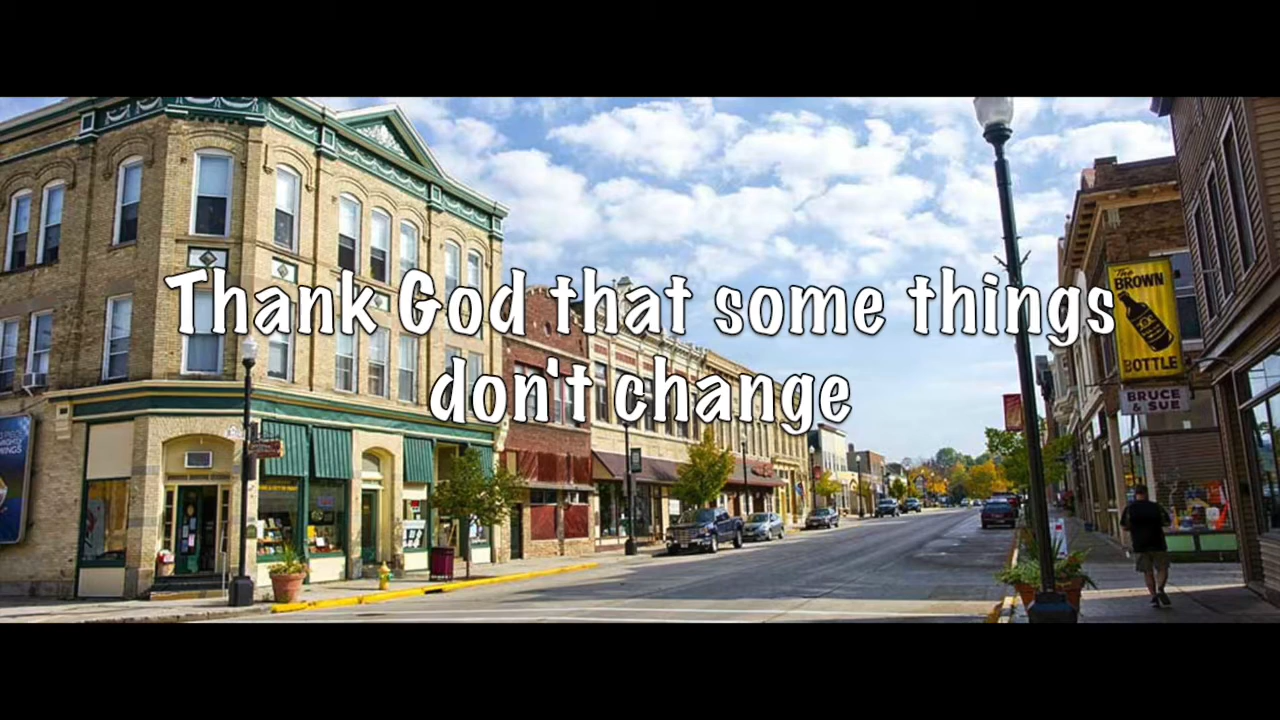 Thank God that some things
don't change
The
BROWN
BOTTLE
BRUCE
& SUE